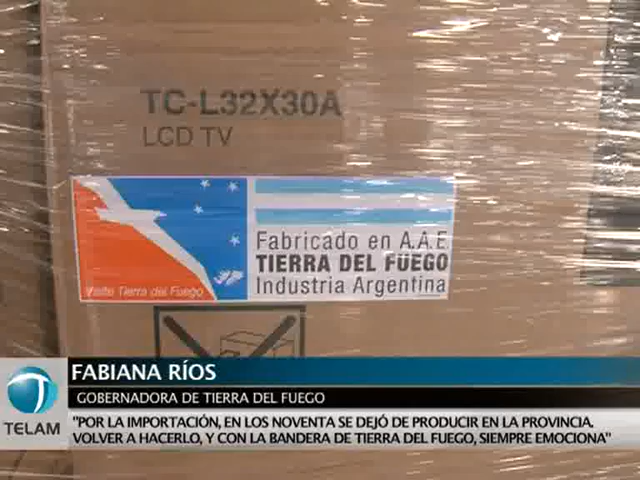 TC-L32X30A
LCD TV
Fabricado en A.A.E
TIERRA DEL FUEGO
Industria Argentina
Visite Tierra del Fuego
FABIANA RÍOS
GOBERNADORA DE TIERRA DEL FUEGO
TELAM
"POR LA IMPORTACIÓN, EN LOS NOVENTA SE DEJÓ DE PRODUCIR EN LA PROVINCIA.
VOLVER A HACERLO, Y CON LA BANDERA DE TIERRA DEL FUEGO, SIEMPRE EMOCIONA"